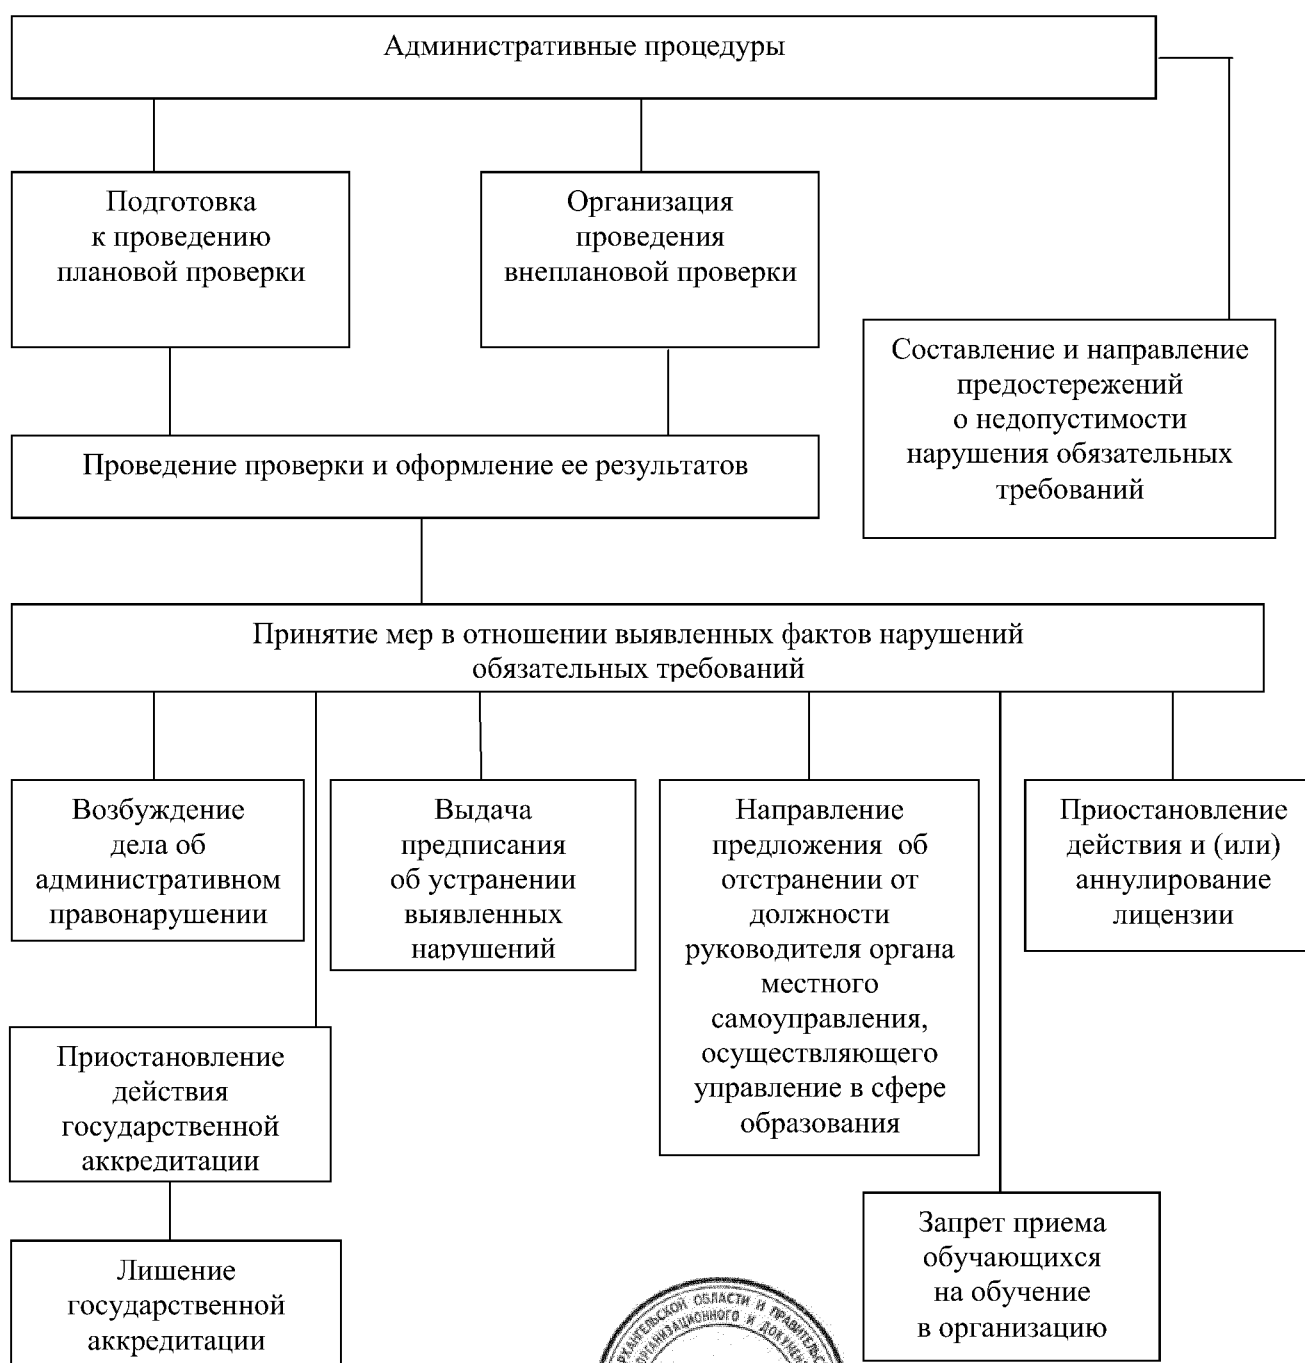 Административные процедуры
Подготовка
к проведению
плановой проверки
Организация
проведения
внеплановой проверки
Составление и направление
предостережений
о недопустимости
нарушения обязательных
требований
Проведение проверки и оформление ее результатов
Принятие мер в отношении выявленных фактов нарушений
обязательных требований
Возбуждение
дела об
административном
правонарушении
Выдача
предписания
об устранении
выявленных
нарушений
Направление
предложения об
отстранении от
должности
руководителя органа
местного
самоуправления,
осуществляющего
управление в сфере
образования
Приостановление
действия и (или)
аннулирование
лицензии
Приостановление
действия
государственной
аккредитации
Лишение
государственной
аккредитации
Запрет приема
обучающихся
на обучение
в организацию
ОБЛАСТИ И